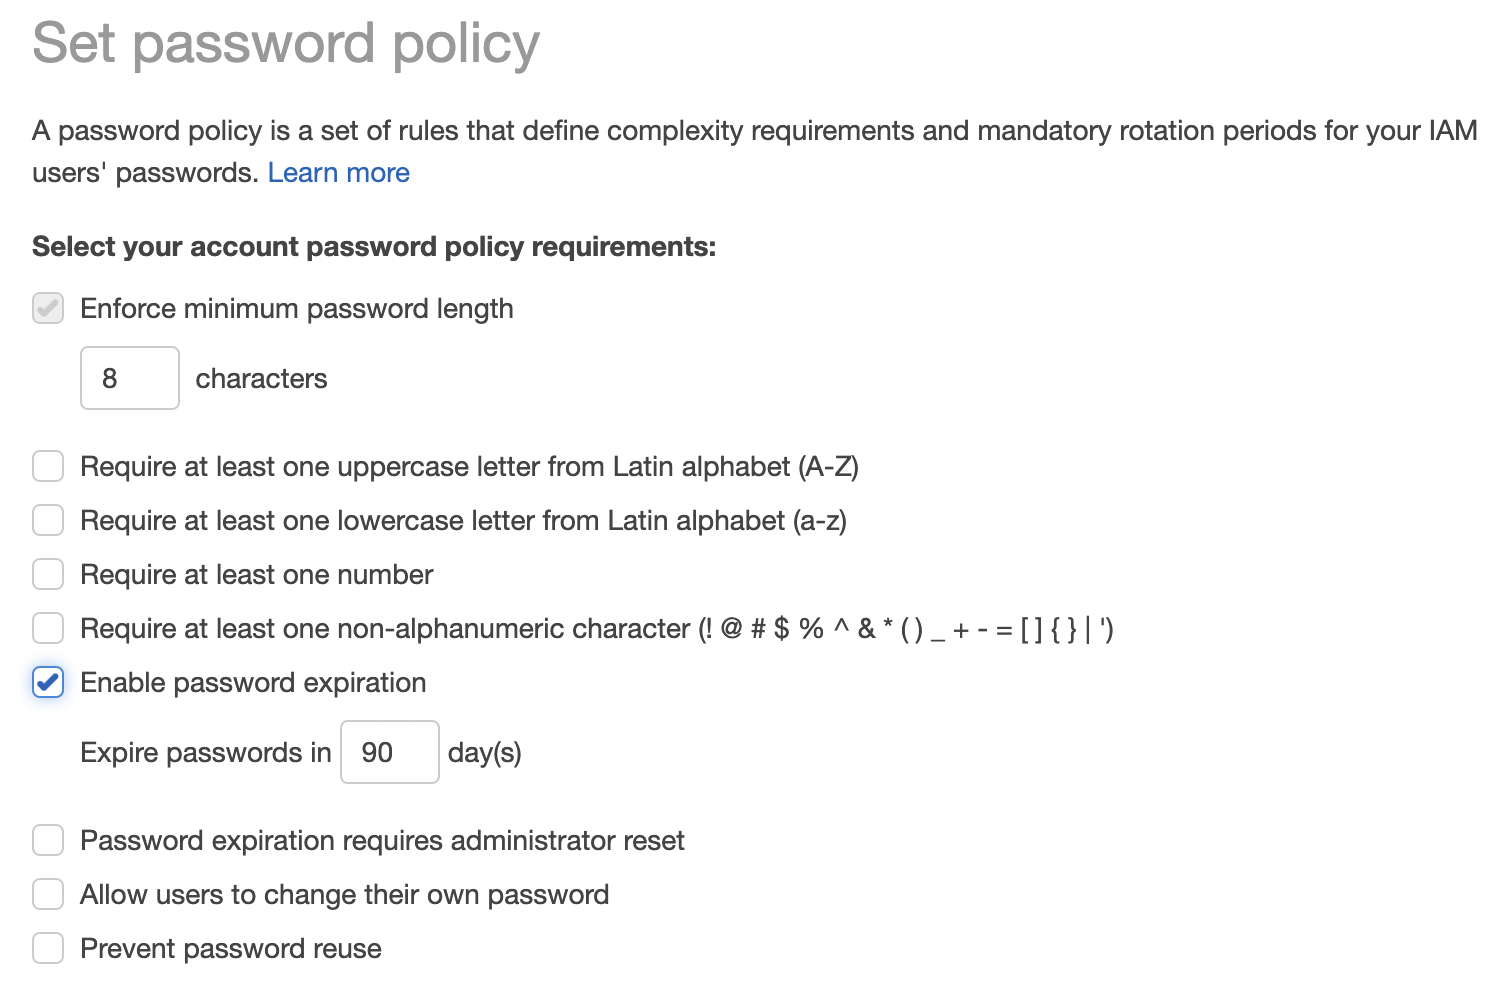 Set password policy
A password policy is a set of rules that define complexity requirements and mandatory rotation periods for your IAM
users' passwords. Learn more
Select your account password policy requirements:
Enforce minimum password length
8 characters
Require at least one uppercase letter from Latin alphabet (A-Z)
Require at least one lowercase letter from Latin alphabet (a-z)
Require at least one number
Require at least one non-alphanumeric character (! @ # $ % ^ & * ( ) _ + - = [ ] { } | ')
Enable password expiration
Expire passwords in 90 day(s)
Password expiration requires administrator reset
Allow users to change their own password
Prevent password reuse